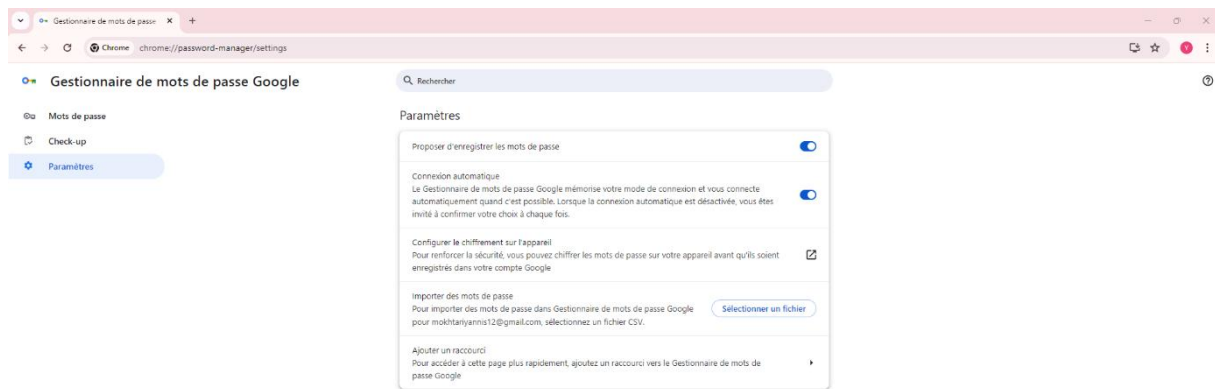 Gestionnaire de mots de passe
Chrome chrome://password-manager/settings
Y
Gestionnaire de mots de passe Google
Rechercher
Mots de passe
Check-up
Paramètres
Paramètres
Proposer d'enregistrer les mots de passe
Connexion automatique
Le Gestionnaire de mots de passe Google mémorise votre mode de connexion et vous connecte
automatiquement quand c'est possible. Lorsque la connexion automatique est désactivée, vous êtes
invité à confirmer votre choix à chaque fois.
Configurer le chiffrement sur l'appareil
Pour renforcer la sécurité, vous pouvez chiffrer les mots de passe sur votre appareil avant qu'ils soient
enregistrés dans votre compte Google
Importer des mots de passe
Pour importer des mots de passe dans Gestionnaire de mots de passe Google
pour mokhtariyannis12@gmail.com, sélectionnez un fichier CSV.
Sélectionner un fichier
Ajouter un raccourci
Pour accéder à cette page plus rapidement, ajoutez un raccourci vers le Gestionnaire de mots de
passe Google